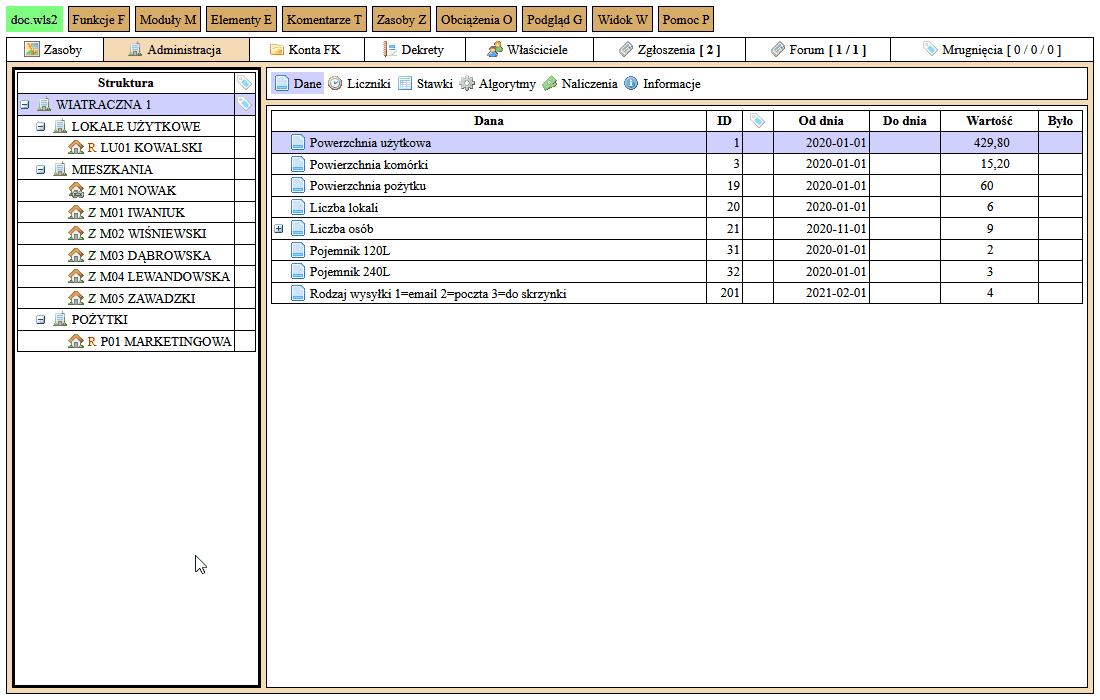 doc.wls2 Funkcje F Moduły M Elementy E Komentarze T Zasoby Z Obciążenia O Podgląd G Widok W Pomoc P
Zasoby Administracja Konta FK Dekrety Właściciele Zgłoszenia [ 2 ] Forum [ 1 / 1 ] Mrugnięcia [ 0 / 0 / 0 ]
Struktura
WIATRACZNA 1
LOKALE UŻYTKOWE
R LU01 KOWALSKI
MIESZKANIA
Z M01 NOWAK
Z M01 IWANIUK
Z M02 WIŚNIEWSKI
Z M03 DĄBROWSKA
Z M04 LEWANDOWSKA
Z M05 ZAWADZKI
POŻYTKI
R P01 MARKETINGOWA
Dane Liczniki Stawki Algorytmy Naliczenia Informacje
Dana ID Od dnia Do dnia Wartość Było
Powerzchnia użytkowa 1 2020-01-01 429,80
Powierzchnia komórki 3 2020-01-01 15,20
Powierzchnia pożytku 19 2020-01-01 60
Liczba lokali 20 2020-01-01 6
Liczba osób 21 2020-11-01 9
Pojemnik 120L 31 2020-01-01 2
Pojemnik 240L 32 2020-01-01 3
Rodzaj wysyłki 1=email 2=poczta 3=do skrzynki 201 2021-02-01 4